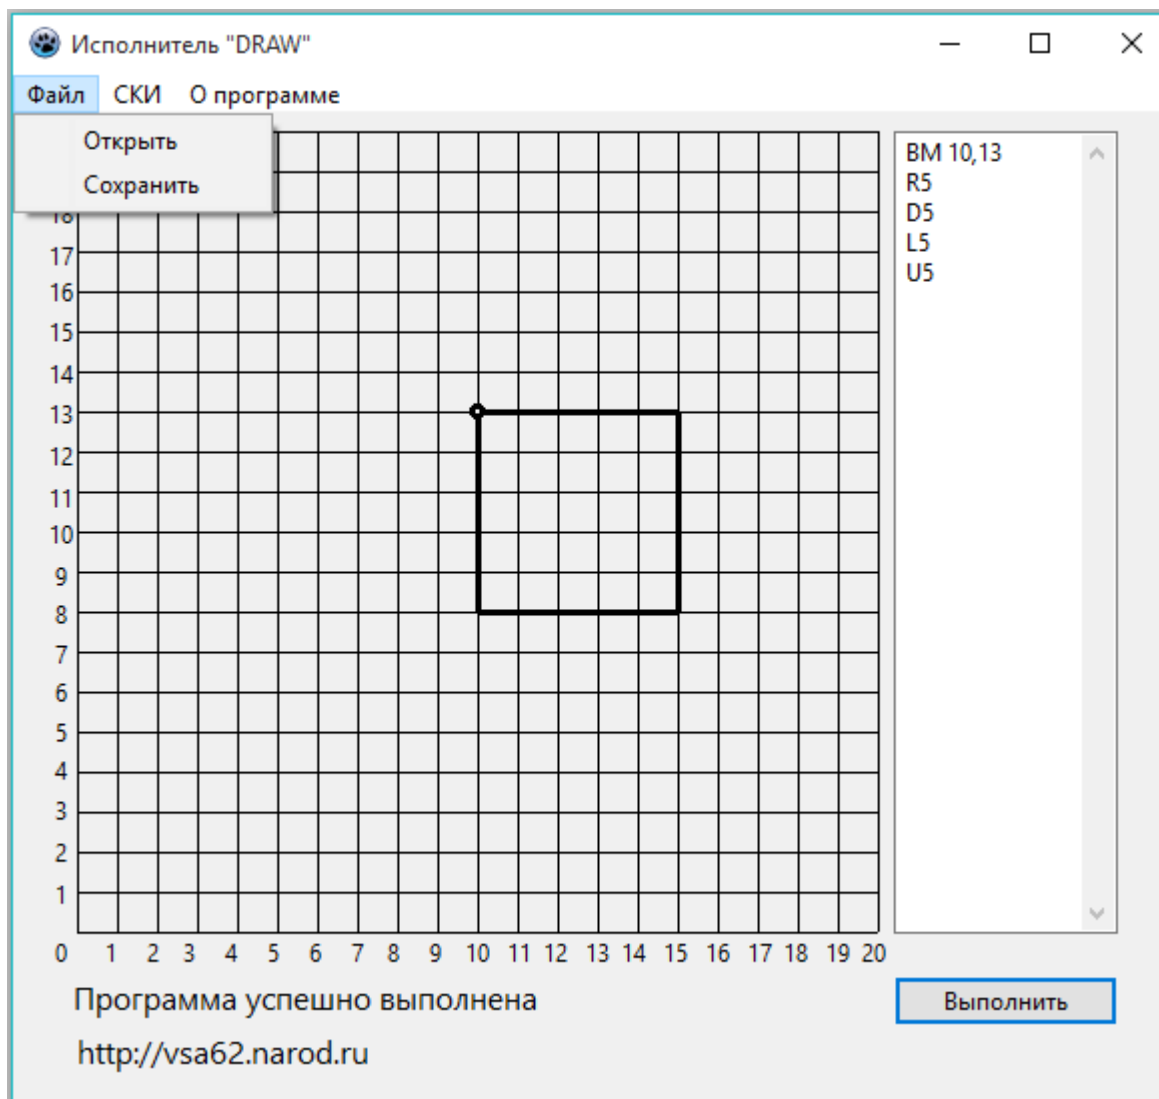 Исполнитель "DRAW"
Файл СКИ О программе
Открыть
Сохранить
BM 10,13
R5
D5
L5
U5
18
17
16
15
14
13
12
11
10
9
8
7
6
5
4
3
2
1
0 1 2 3 4 5 6 7 8 9 10 11 12 13 14 15 16 17 18 19 20
Программа успешно выполнена
Выполнить
http://vsa62.narod.ru